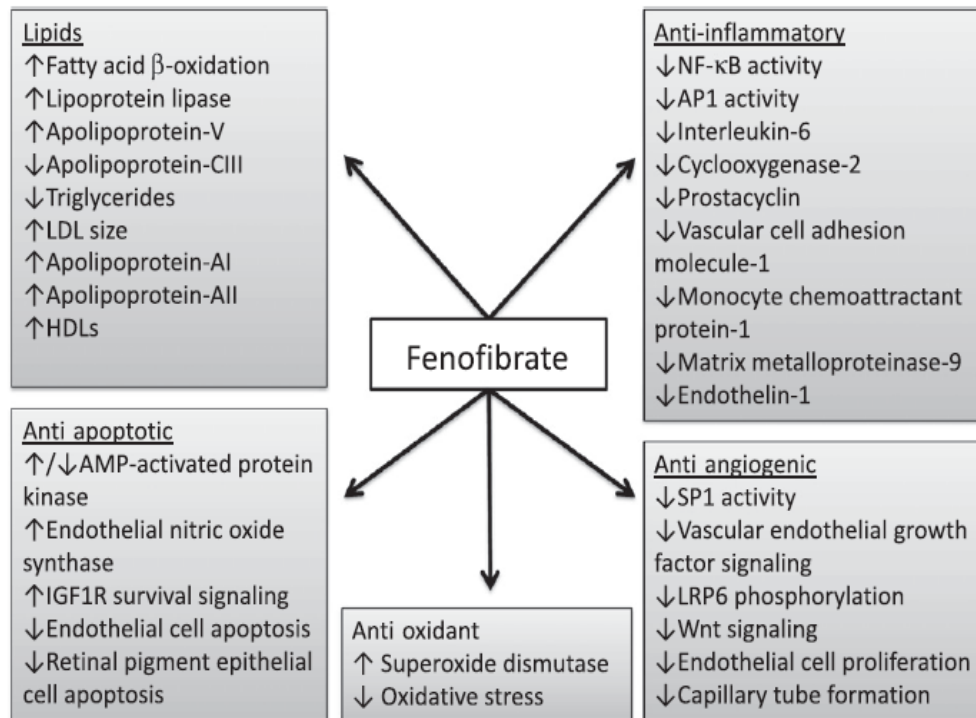 Lipids
↑Fatty acid β-oxidation
↑Lipoprotein lipase
↑Apolipoprotein-V
↓Apolipoprotein-CIII
↓Triglycerides
↑LDL size
↑Apolipoprotein-AI
↑Apolipoprotein-AII
↑HDLs
Anti-inflammatory
↓NF-κB activity
↓AP1 activity
↓Interleukin-6
↓Cyclooxygenase-2
↓Prostacyclin
↓Vascular cell adhesion
molecule-1
↓Monocyte chemoattractant
protein-1
↓Matrix metalloproteinase-9
↓Endothelin-1
Fenofibrate
Anti apoptotic
↑/↓AMP-activated protein
kinase
↑Endothelial nitric oxide
synthase
↑IGF1R survival signaling
↓Endothelial cell apoptosis
↓Retinal pigment epithelial
cell apoptosis
Anti oxidant
↑ Superoxide dismutase
↓ Oxidative stress
Anti angiogenic
↓SP1 activity
↓Vascular endothelial growth
factor signaling
↓LRP6 phosphorylation
↓Wnt signaling
↓Endothelial cell proliferation
↓Capillary tube formation